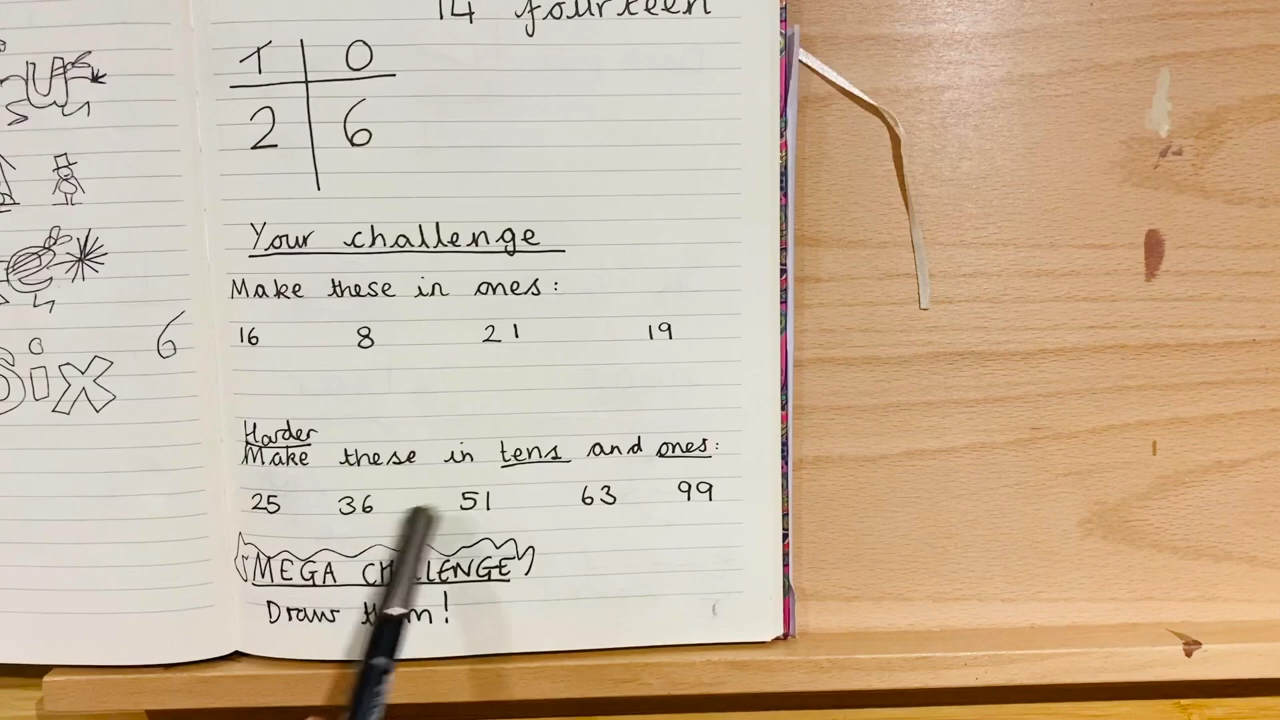 six 6
14 fourteen
T O
2 6
Your challenge
Make these in ones:
16 8 21 19
Harder
Make these in tens and ones:
25 36 51 63 99
MEGA CHALLENGE
Draw them!